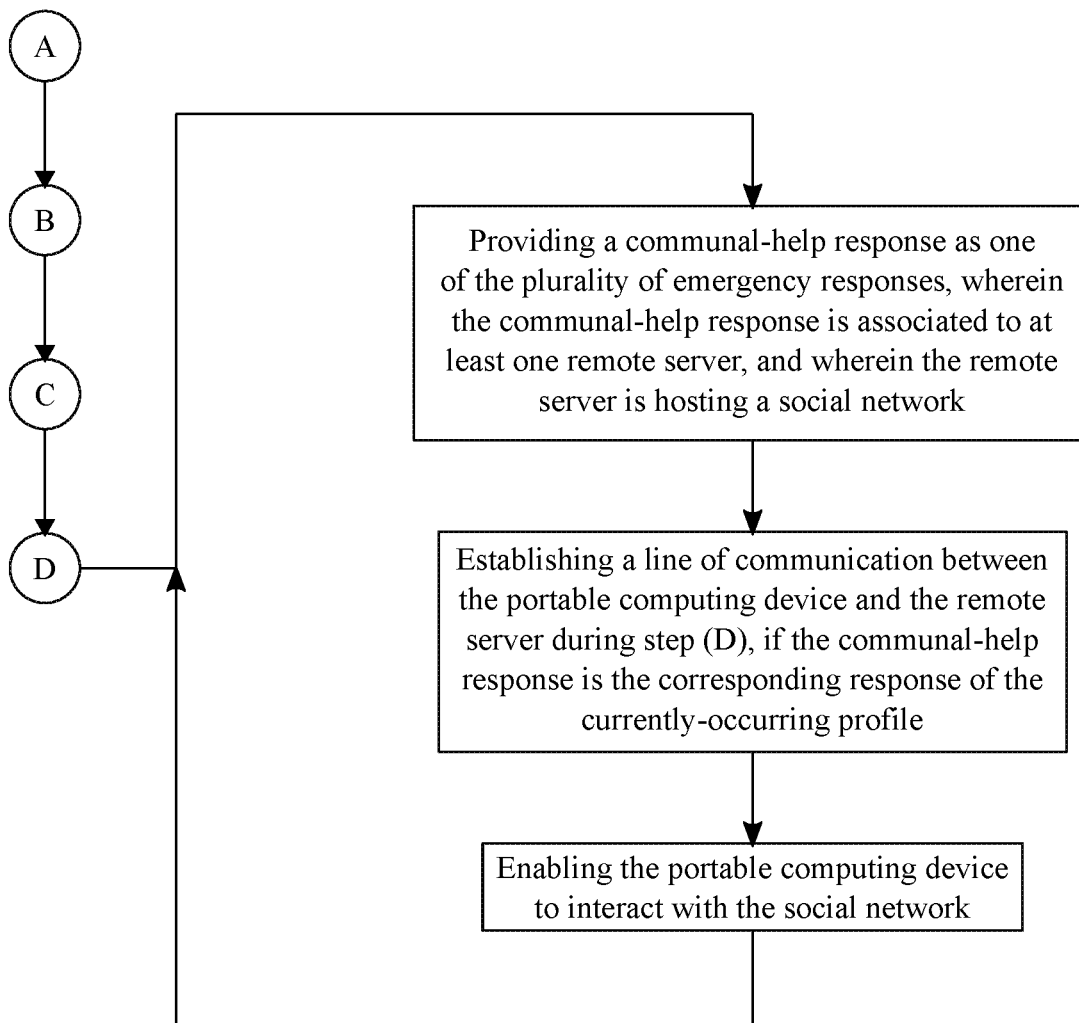 A
B
C
D
Providing a communal-help response as one
of the plurality of emergency responses, wherein
the communal-help response is associated to at
least one remote server, and wherein the remote
server is hosting a social network
Establishing a line of communication between
the portable computing device and the remote
server during step (D), if the communal-help
response is the corresponding response of the
currently-occurring profile
Enabling the portable computing device
to interact with the social network